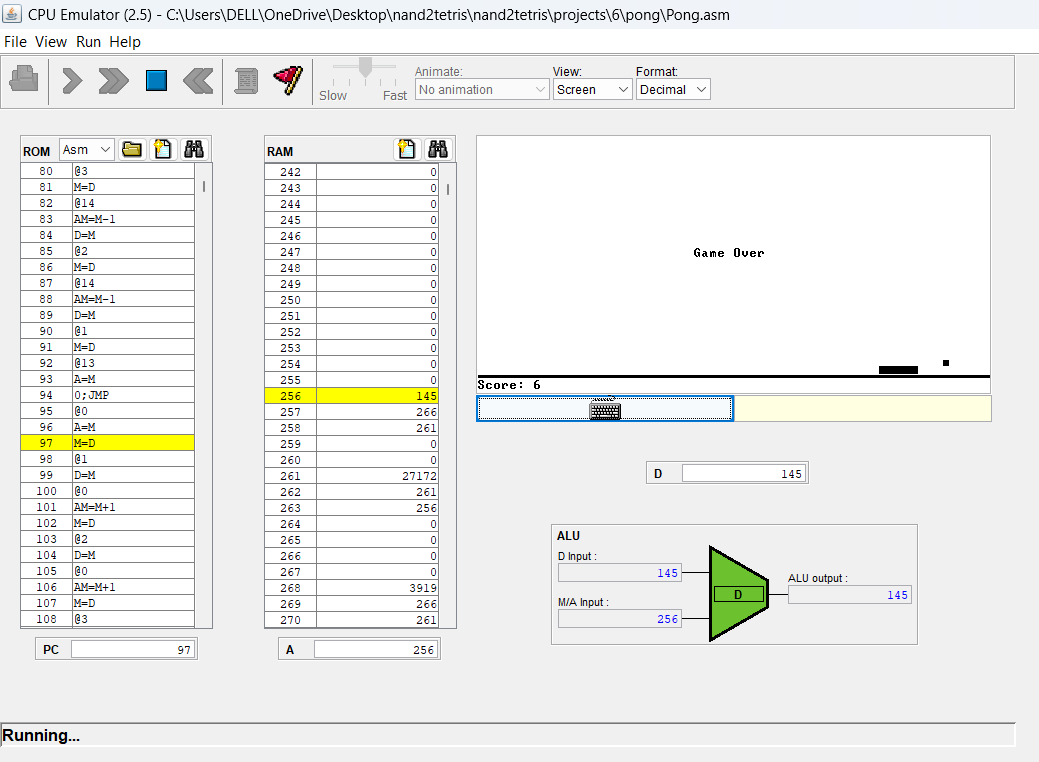 CPU Emulator (2.5) - C:\Users\DELL\OneDrive\Desktop\nand2tetris\nand2tetris\projects\6\pong\Pong.asm
File View Run Help
Slow Fast
Animate:
No animation
View:
Screen
Format:
Decimal
ROM Asm
80 @3
81 M=D
82 @14
83 AM=M-1
84 D=M
85 @2
86 M=D
87 @14
88 AM=M-1
89 D=M
90 @1
91 M=D
92 @13
93 A=M
94 0;JMP
95 @0
96 A=M
97 M=D
98 @1
99 D=M
100 @0
101 AM=M+1
102 M=D
103 @2
104 D=M
105 @0
106 AM=M+1
107 M=D
108 @3
PC 97
RAM
242 0
243 0
244 0
245 0
246 0
247 0
248 0
249 0
250 0
251 0
252 0
253 0
254 0
255 0
256 145
257 266
258 261
259 0
260 0
261 27172
262 261
263 256
264 0
265 0
266 0
267 0
268 3919
269 266
270 261
A 256
Game Over
Score: 6
D 145
ALU
D Input :
145
M/A Input :
256
D
ALU output :
145
Running...